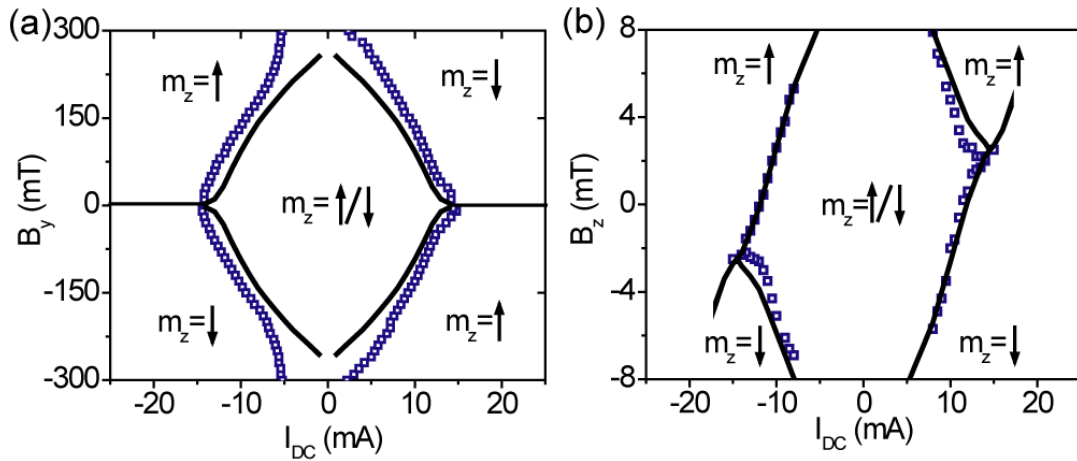 (a)
300
150
0
-150
-300
B_y (mT)
m_z=↑
m_z=↓
m_z=↑/↓
m_z=↓
m_z=↑
-20 -10 0 10 20
I_DC (mA)
(b)
8
4
0
-4
-8
B_z (mT)
m_z=↑
m_z=↑
m_z=↑/↓
m_z=↓
m_z=↓
-20 -10 0 10 20
I_DC (mA)